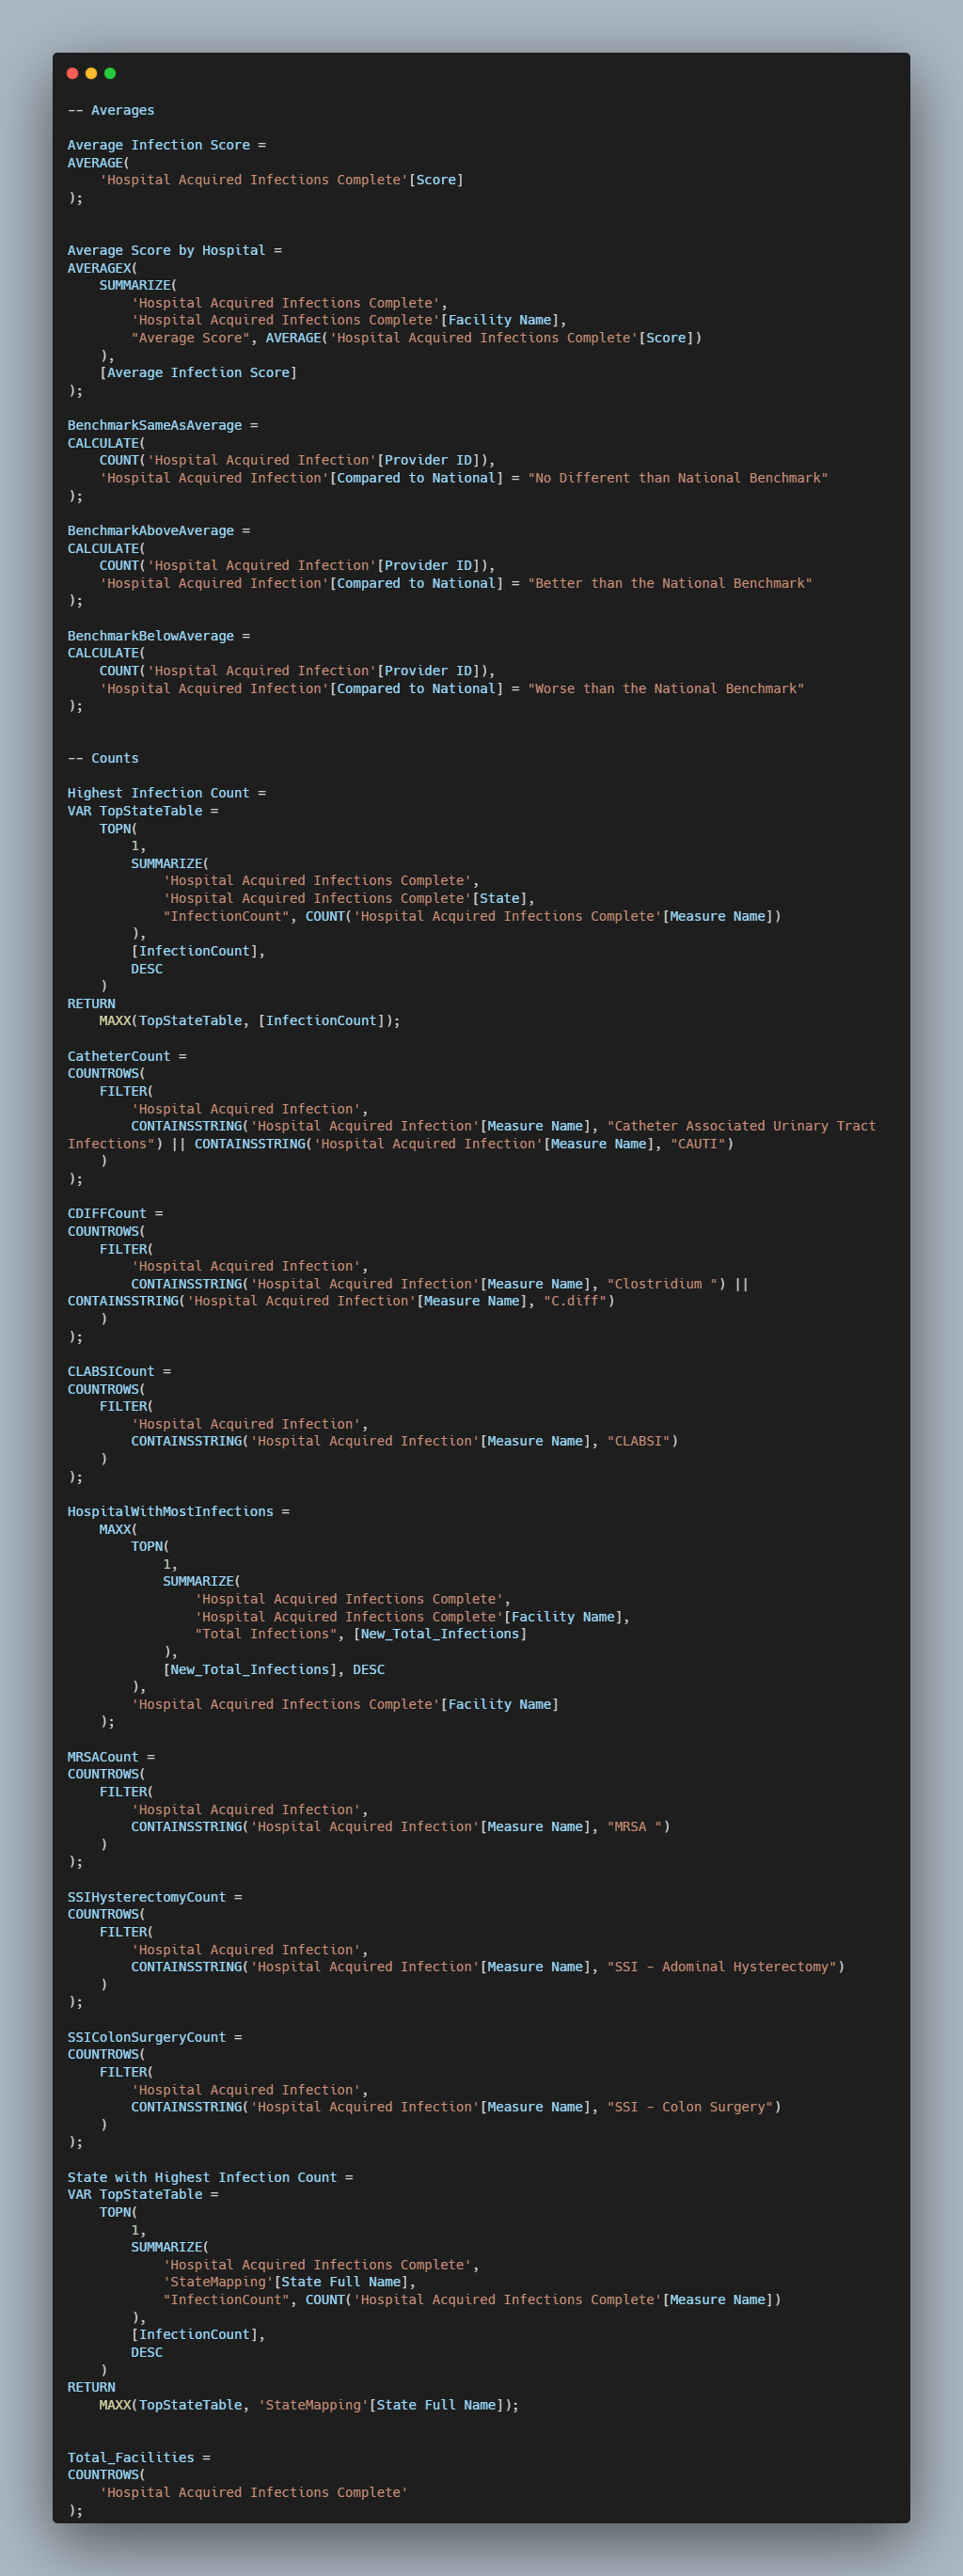 -- Averages

Average Infection Score =
AVERAGE(
    'Hospital Acquired Infections Complete'[Score]
);


Average Score by Hospital =
AVERAGEX(
    SUMMARIZE(
        'Hospital Acquired Infections Complete',
        'Hospital Acquired Infections Complete'[Facility Name],
        "Average Score", AVERAGE('Hospital Acquired Infections Complete'[Score])
    ),
    [Average Infection Score]
);

BenchmarkSameAsAverage =
CALCULATE(
    COUNT('Hospital Acquired Infection'[Provider ID]),
    'Hospital Acquired Infection'[Compared to National] = "No Different than National Benchmark"
);

BenchmarkAboveAverage =
CALCULATE(
    COUNT('Hospital Acquired Infection'[Provider ID]),
    'Hospital Acquired Infection'[Compared to National] = "Better than the National Benchmark"
);

BenchmarkBelowAverage =
CALCULATE(
    COUNT('Hospital Acquired Infection'[Provider ID]),
    'Hospital Acquired Infection'[Compared to National] = "Worse than the National Benchmark"
);


-- Counts

Highest Infection Count =
VAR TopStateTable =
    TOPN(
        1,
        SUMMARIZE(
            'Hospital Acquired Infections Complete',
            'Hospital Acquired Infections Complete'[State],
            "InfectionCount", COUNT('Hospital Acquired Infections Complete'[Measure Name])
        ),
        [InfectionCount],
        DESC
    )
RETURN
    MAXX(TopStateTable, [InfectionCount]);

CatheterCount =
COUNTROWS(
    FILTER(
        'Hospital Acquired Infection',
        CONTAINSSTRING('Hospital Acquired Infection'[Measure Name], "Catheter Associated Urinary Tract
Infections") || CONTAINSSTRING('Hospital Acquired Infection'[Measure Name], "CAUTI")
    )
);

CDIFFCount =
COUNTROWS(
    FILTER(
        'Hospital Acquired Infection',
        CONTAINSSTRING('Hospital Acquired Infection'[Measure Name], "Clostridium ") ||
CONTAINSSTRING('Hospital Acquired Infection'[Measure Name], "C.diff")
    )
);

CLABSICount =
COUNTROWS(
    FILTER(
        'Hospital Acquired Infection',
        CONTAINSSTRING('Hospital Acquired Infection'[Measure Name], "CLABSI")
    )
);

HospitalWithMostInfections =
    MAXX(
        TOPN(
            1,
            SUMMARIZE(
                'Hospital Acquired Infections Complete',
                'Hospital Acquired Infections Complete'[Facility Name],
                "Total Infections", [New_Total_Infections]
            ),
            [New_Total_Infections], DESC
        ),
        'Hospital Acquired Infections Complete'[Facility Name]
    );

MRSACount =
COUNTROWS(
    FILTER(
        'Hospital Acquired Infection',
        CONTAINSSTRING('Hospital Acquired Infection'[Measure Name], "MRSA ")
    )
);

SSIHysterectomyCount =
COUNTROWS(
    FILTER(
        'Hospital Acquired Infection',
        CONTAINSSTRING('Hospital Acquired Infection'[Measure Name], "SSI - Adominal Hysterectomy")
    )
);

SSIColonSurgeryCount =
COUNTROWS(
    FILTER(
        'Hospital Acquired Infection',
        CONTAINSSTRING('Hospital Acquired Infection'[Measure Name], "SSI - Colon Surgery")
    )
);

State with Highest Infection Count =
VAR TopStateTable =
    TOPN(
        1,
        SUMMARIZE(
            'Hospital Acquired Infections Complete',
            'StateMapping'[State Full Name],
            "InfectionCount", COUNT('Hospital Acquired Infections Complete'[Measure Name])
        ),
        [InfectionCount],
        DESC
    )
RETURN
    MAXX(TopStateTable, 'StateMapping'[State Full Name]);


Total_Facilities =
COUNTROWS(
    'Hospital Acquired Infections Complete'
);